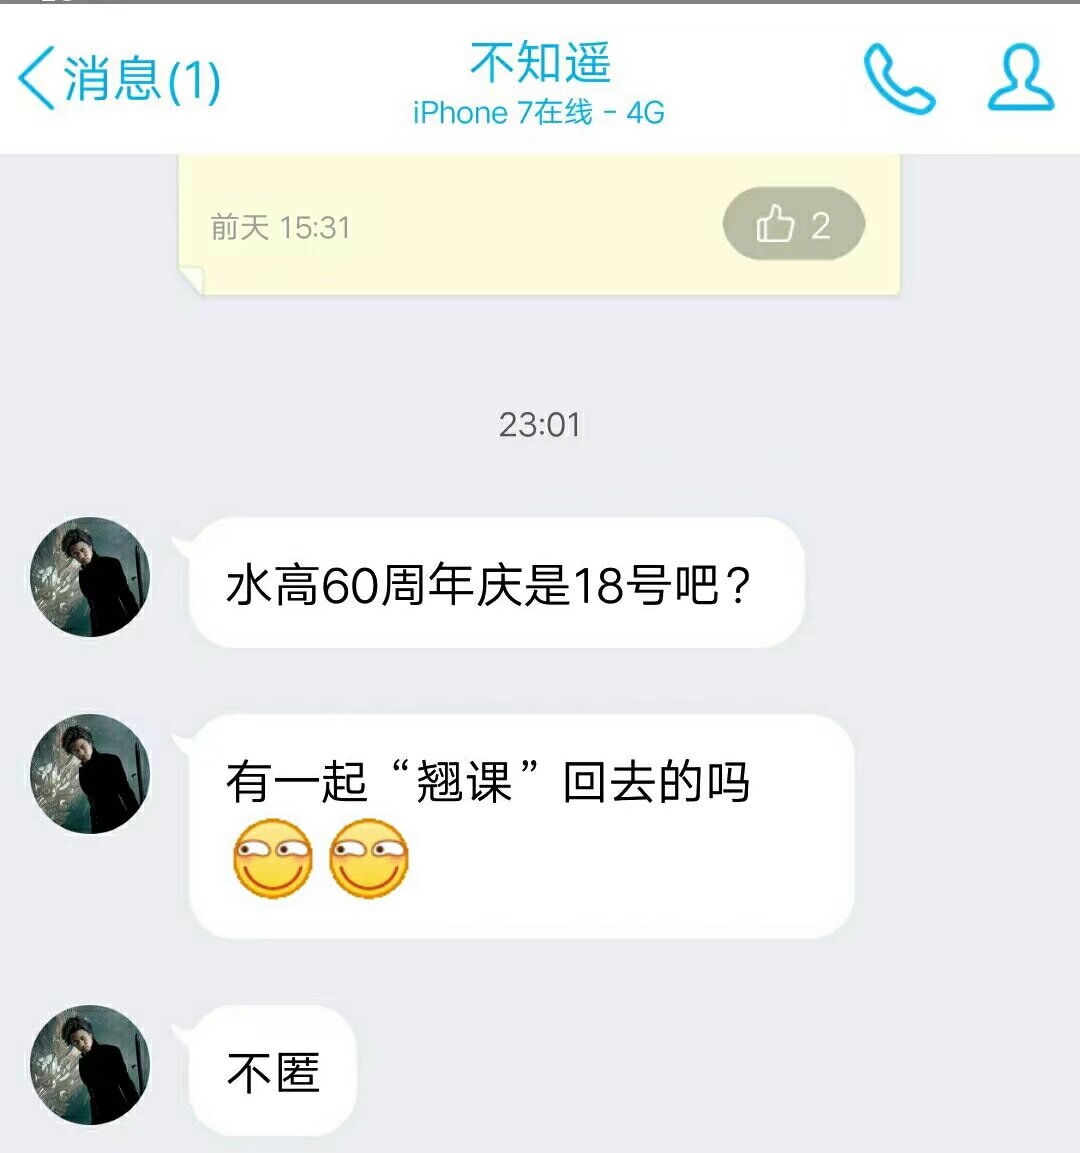 消息(1)
不知遥
iPhone 7在线 - 4G
前天 15:31
2
23:01
水高60周年庆是18号吧？
有一起“翘课”回去的吗
不匿